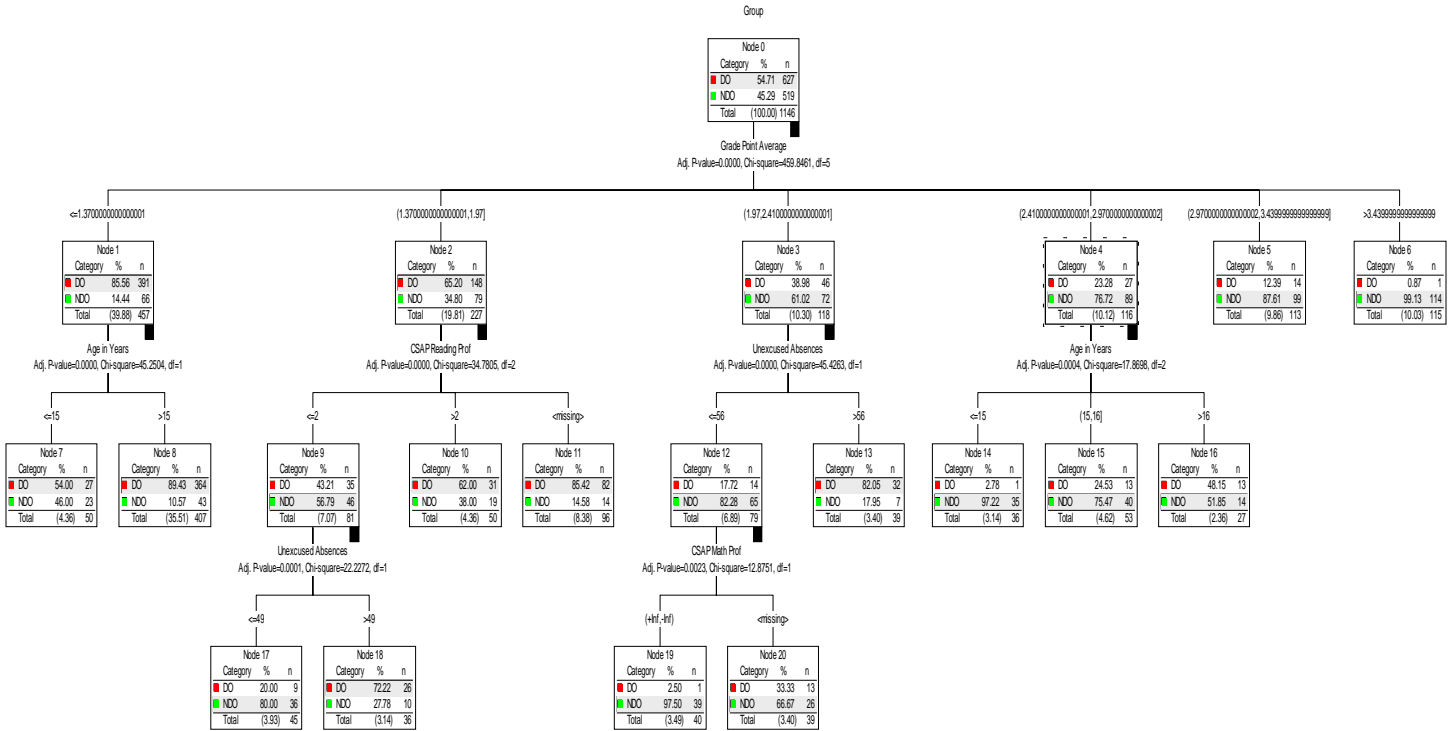 Group
Node 0
Category % n
DO 54.71 627
NDO 45.29 519
Total (100.00) 1146
Grade Point Average
Adj. P-value=0.0000, Chi-square=459.8461, df=5
<=1.3700000000000001
(1.3700000000000001,1.97]
(1.97,2.4100000000000001]
(2.4100000000000001,2.9700000000000002]
(2.9700000000000002,3.4399999999999999]
>3.4399999999999999
Node 1
Category % n
DO 85.56 391
NDO 14.44 66
Total (39.88) 457
Age in Years
Adj. P-value=0.0000, Chi-square=45.2504, df=1
Node 2
Category % n
DO 65.20 148
NDO 34.80 79
Total (19.81) 227
CSAP Reading Prof
Adj. P-value=0.0000, Chi-square=34.7805, df=2
Node 3
Category % n
DO 38.98 46
NDO 61.02 72
Total (10.30) 118
Unexcused Absences
Adj. P-value=0.0000, Chi-square=45.4263, df=1
Node 4
Category % n
DO 23.28 27
NDO 76.72 89
Total (10.12) 116
Age in Years
Adj. P-value=0.0004, Chi-square=17.8698, df=2
Node 5
Category % n
DO 12.39 14
NDO 87.61 99
Total (9.86) 113
Node 6
Category % n
DO 0.87 1
NDO 99.13 114
Total (10.03) 115
<=15
>15
<=2
>2
<missing>
<=56
>56
<=15
(15,16]
>16
Node 7
Category % n
DO 54.00 27
NDO 46.00 23
Total (4.36) 50
Node 8
Category % n
DO 89.43 364
NDO 10.57 43
Total (35.51) 407
Node 9
Category % n
DO 43.21 35
NDO 56.79 46
Total (7.07) 81
Unexcused Absences
Adj. P-value=0.0001, Chi-square=22.2272, df=1
Node 10
Category % n
DO 62.00 31
NDO 38.00 19
Total (4.36) 50
Node 11
Category % n
DO 85.42 82
NDO 14.58 14
Total (8.38) 96
Node 12
Category % n
DO 17.72 14
NDO 82.28 65
Total (6.89) 79
CSAP Math Prof
Adj. P-value=0.0023, Chi-square=12.8751, df=1
Node 13
Category % n
DO 82.05 32
NDO 17.95 7
Total (3.40) 39
Node 14
Category % n
DO 2.78 1
NDO 97.22 35
Total (3.14) 36
Node 15
Category % n
DO 24.53 13
NDO 75.47 40
Total (4.62) 53
Node 16
Category % n
DO 48.15 13
NDO 51.85 14
Total (2.36) 27
<=49
>49
(+Inf,-Inf)
<missing>
Node 17
Category % n
DO 20.00 9
NDO 80.00 36
Total (3.93) 45
Node 18
Category % n
DO 72.22 26
NDO 27.78 10
Total (3.14) 36
Node 19
Category % n
DO 2.50 1
NDO 97.50 39
Total (3.49) 40
Node 20
Category % n
DO 33.33 13
NDO 66.67 26
Total (3.40) 39